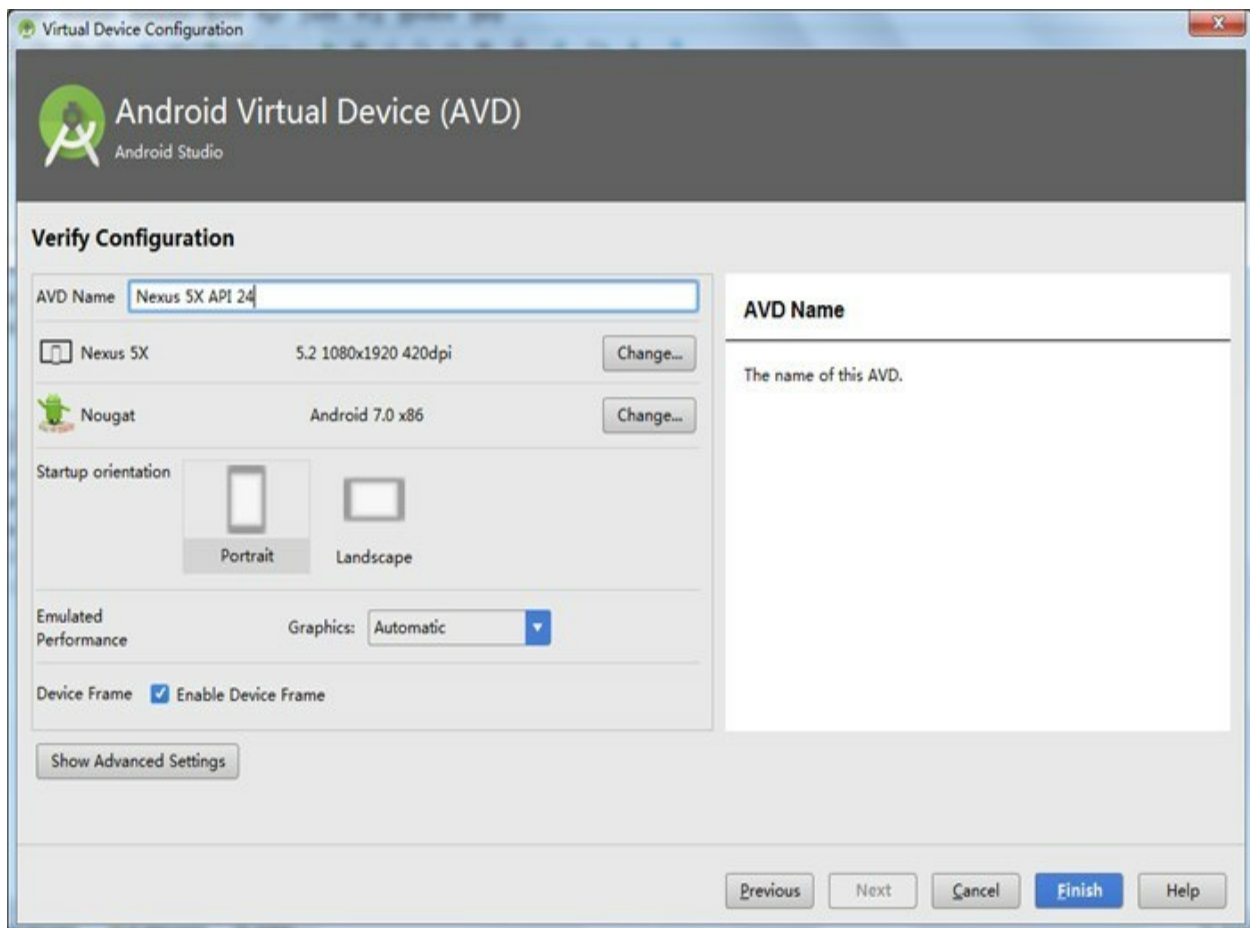 Virtual Device Configuration
Android Virtual Device (AVD)
Android Studio
Verify Configuration
AVD Name Nexus 5X API 24
Nexus 5X 5.2 1080x1920 420dpi Change...
Nougat Android 7.0 x86 Change...
Startup orientation
Portrait Landscape
Emulated
Performance
Graphics: Automatic
Device Frame Enable Device Frame
Show Advanced Settings
AVD Name
The name of this AVD.
Previous Next Cancel Finish Help